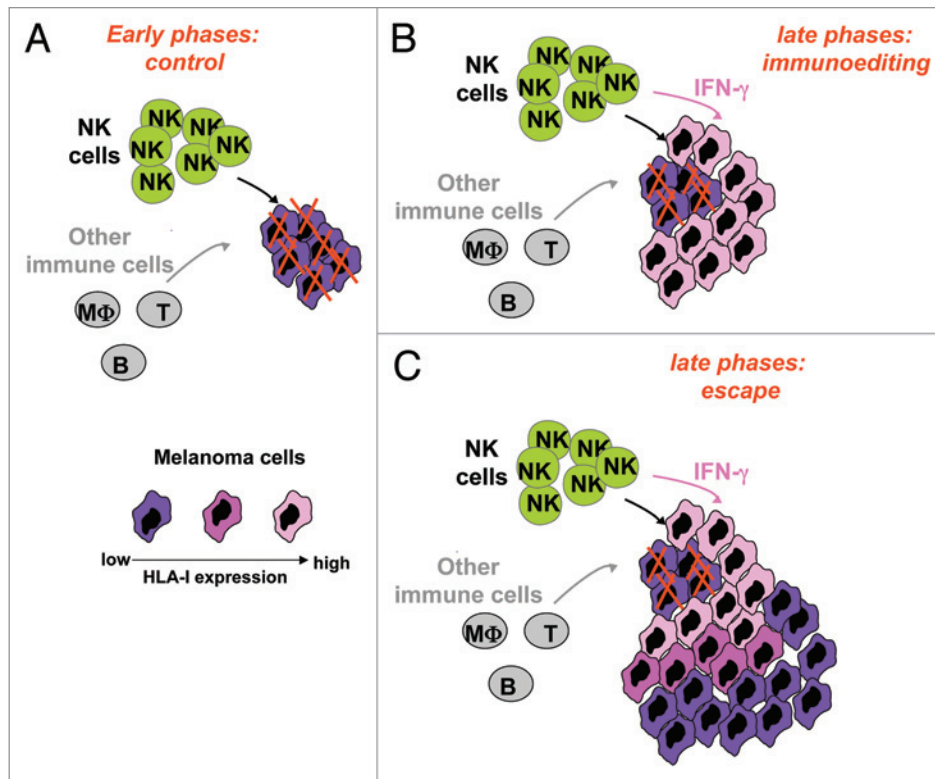 A
Early phases:
control
NK
cells
NK
NK
NK
NK
NK
NK
Other
immune cells
MΦ
T
B
Melanoma cells
low
high
HLA-I expression
B
late phases:
immunoediting
NK
cells
NK
NK
NK
NK
NK
NK
IFN-γ
Other
immune cells
MΦ
T
B
C
late phases:
escape
NK
cells
NK
NK
NK
NK
NK
NK
IFN-γ
Other
immune cells
MΦ
T
B